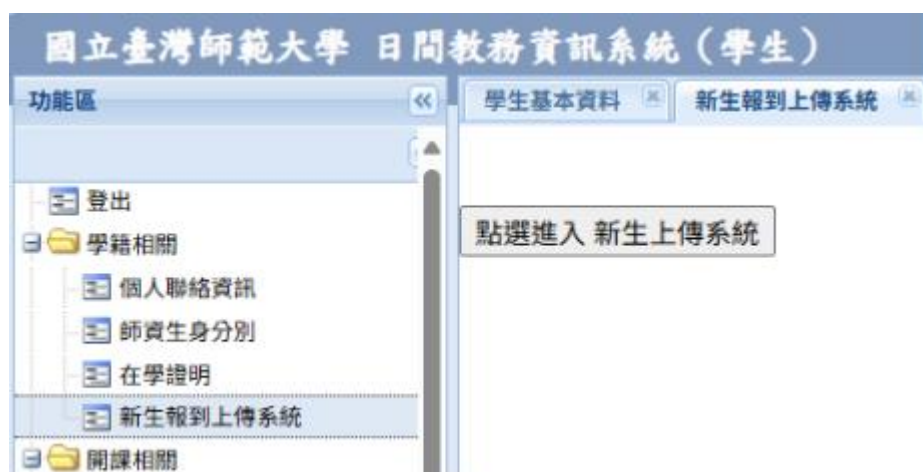 國立臺灣師範大學 日間教務資訊系統（學生）
功能區
學生基本資料
新生報到上傳系統
登出
學籍相關
點選進入 新生上傳系統
個人聯絡資訊
師資生身分別
在學證明
新生報到上傳系統
開課相關